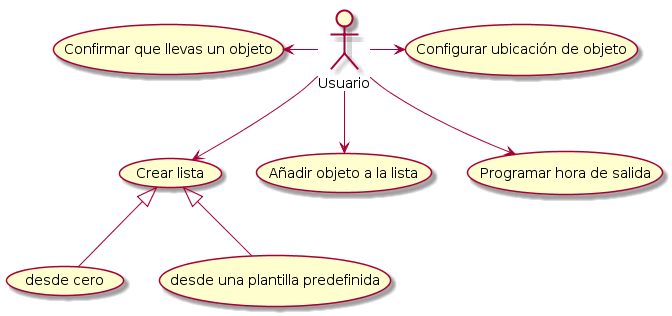 Confirmar que llevas un objeto
Usuario
Configurar ubicación de objeto
Crear lista
Añadir objeto a la lista
Programar hora de salida
desde cero
desde una plantilla predefinida